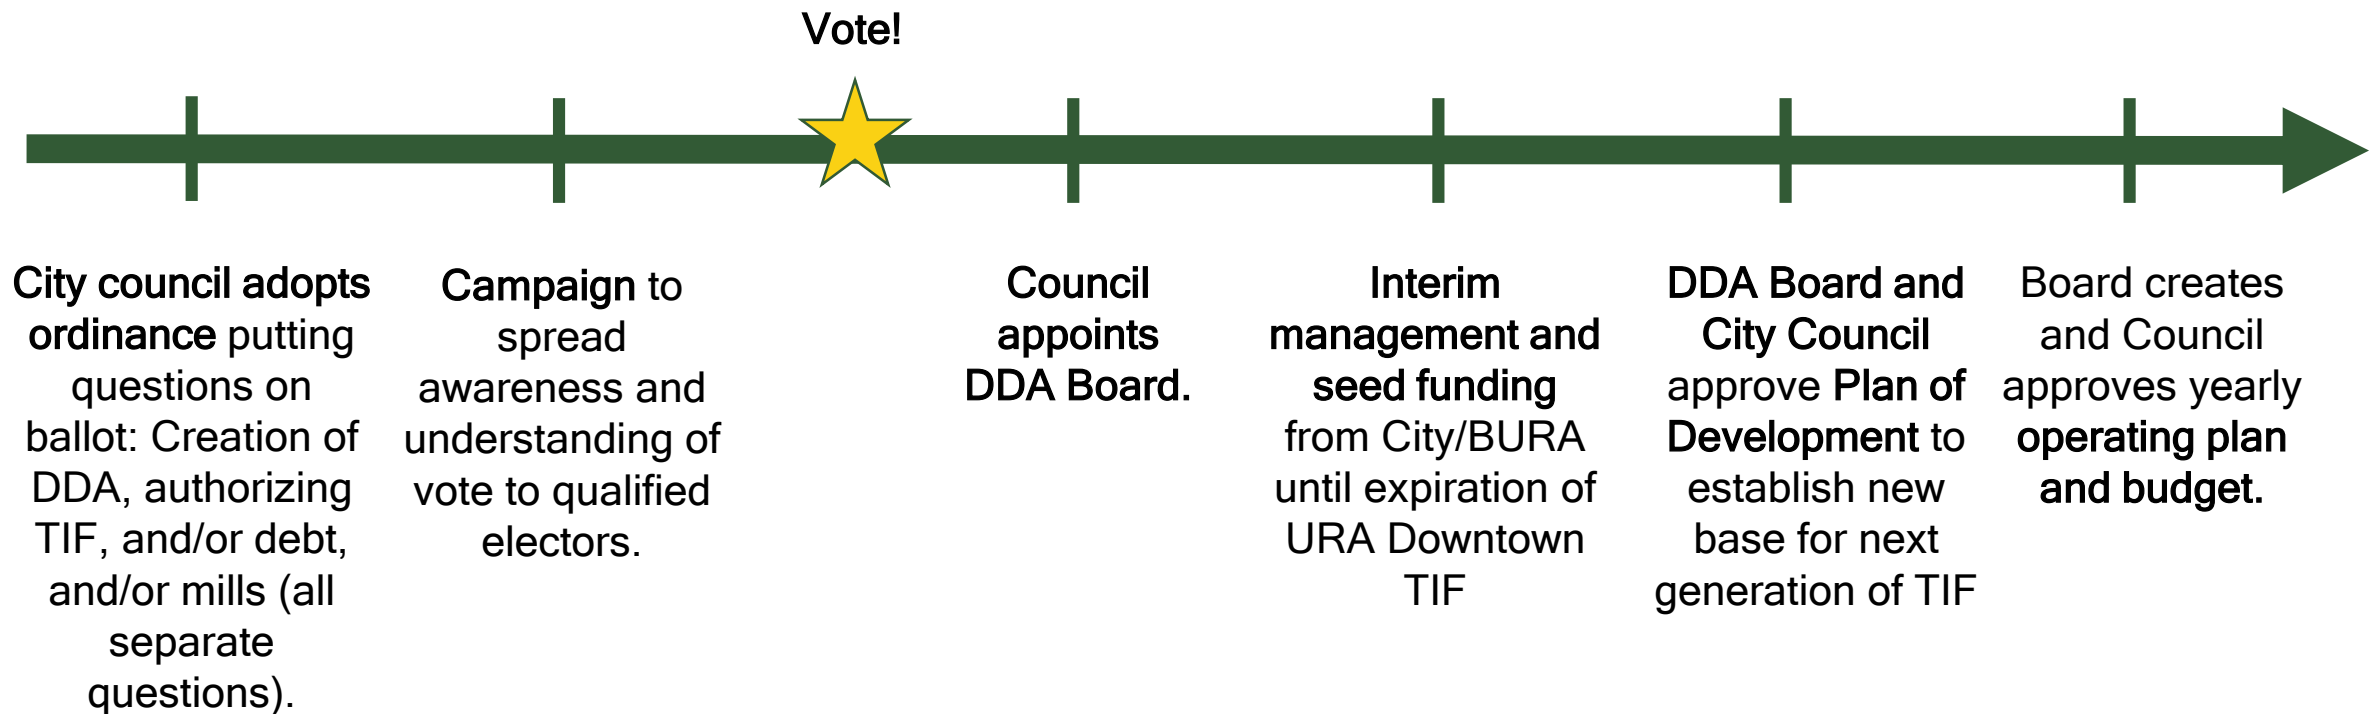 Vote!
City council adopts
ordinance putting
questions on
ballot: Creation of
DDA, authorizing
TIF, and/or debt,
and/or mills (all
separate
questions).
Campaign to
spread
awareness and
understanding of
vote to qualified
electors.
Council
appoints
DDA Board.
Interim
management and
seed funding
from City/BURA
until expiration of
URA Downtown
TIF
DDA Board and
City Council
approve Plan of
Development to
establish new
base for next
generation of TIF
Board creates
and Council
approves yearly
operating plan
and budget.